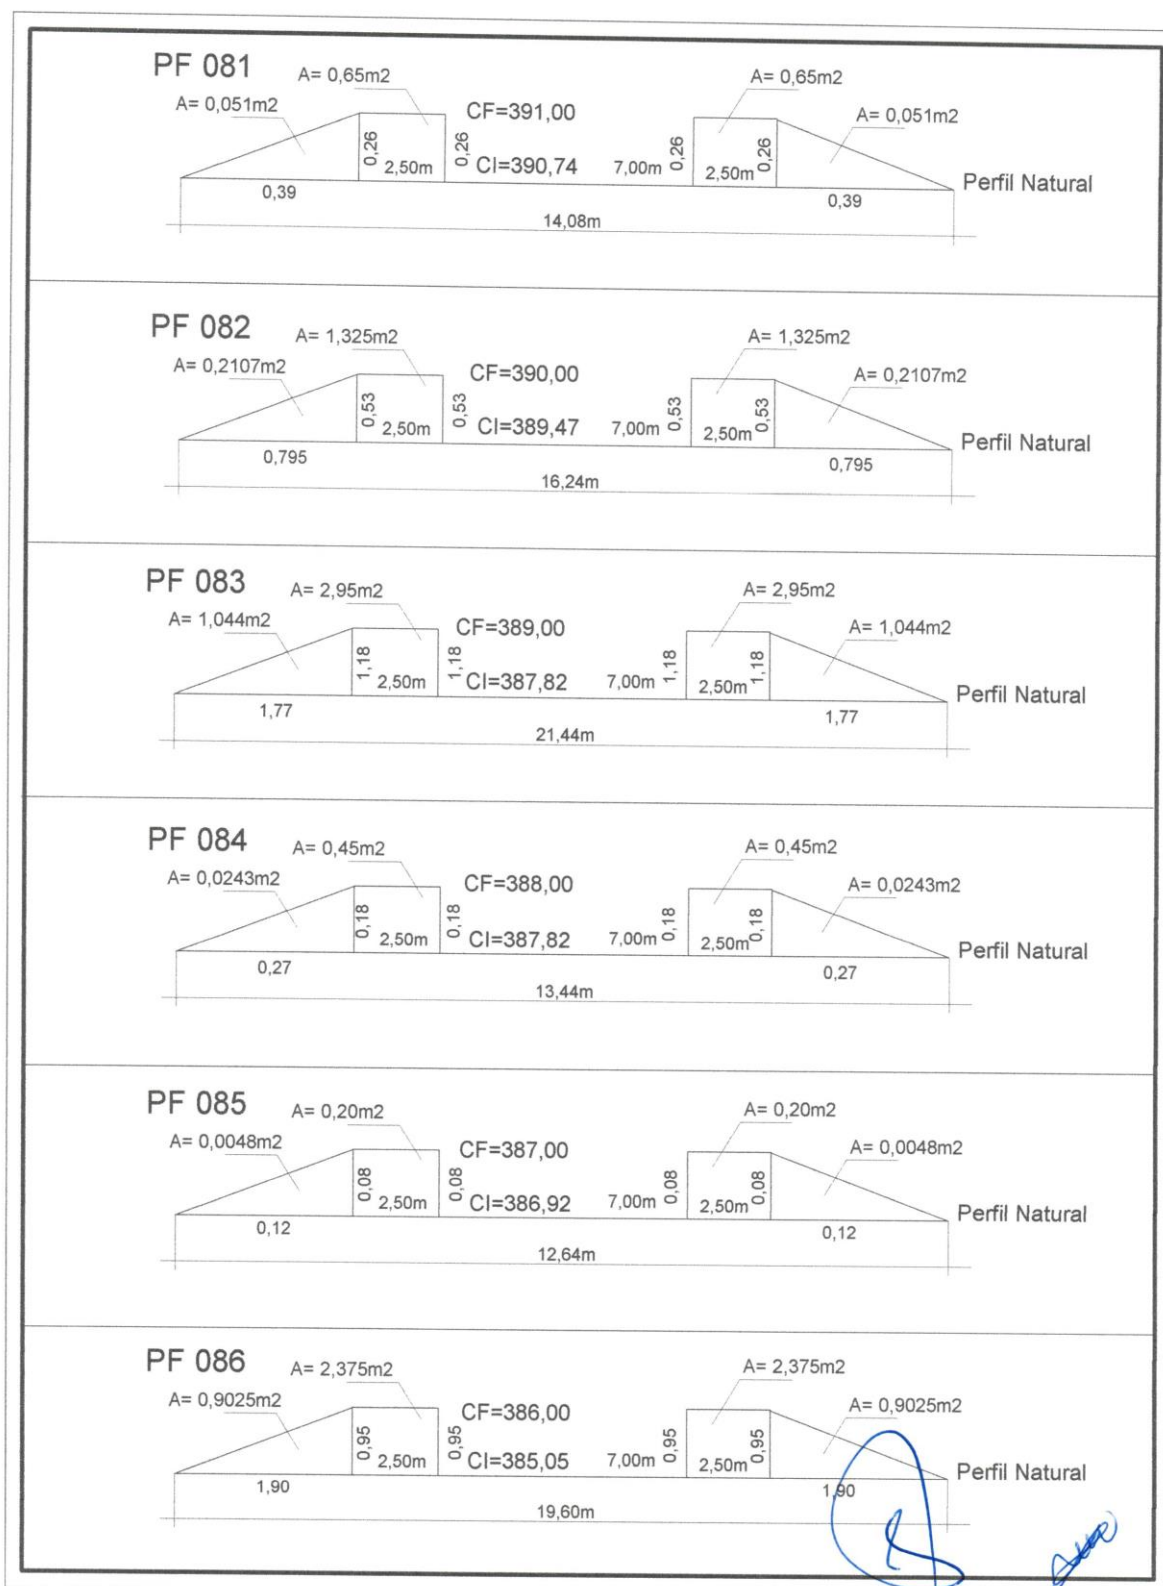 PF 081
A= 0,65m2
A= 0,65m2
A= 0,051m2
CF=391,00
A= 0,051m2
0,26
2,50m
0,26
CI=390,74
7,00m
0,26
2,50m
0,26
Perfil Natural
0,39
0,39
14,08m
PF 082
A= 1,325m2
A= 1,325m2
A= 0,2107m2
CF=390,00
A= 0,2107m2
0,53
2,50m
0,53
CI=389,47
7,00m
0,53
2,50m
0,53
Perfil Natural
0,795
0,795
16,24m
PF 083
A= 2,95m2
A= 2,95m2
A= 1,044m2
CF=389,00
A= 1,044m2
1,18
2,50m
1,18
CI=387,82
7,00m
1,18
2,50m
1,18
Perfil Natural
1,77
1,77
21,44m
PF 084
A= 0,45m2
A= 0,45m2
A= 0,0243m2
CF=388,00
A= 0,0243m2
0,18
2,50m
0,18
CI=387,82
7,00m
0,18
2,50m
0,18
Perfil Natural
0,27
0,27
13,44m
PF 085
A= 0,20m2
A= 0,20m2
A= 0,0048m2
CF=387,00
A= 0,0048m2
0,08
2,50m
0,08
CI=386,92
7,00m
0,08
2,50m
0,08
Perfil Natural
0,12
0,12
12,64m
PF 086
A= 2,375m2
A= 2,375m2
A= 0,9025m2
CF=386,00
A= 0,9025m2
0,95
2,50m
0,95
CI=385,05
7,00m
0,95
2,50m
0,95
Perfil Natural
1,90
1,90
19,60m